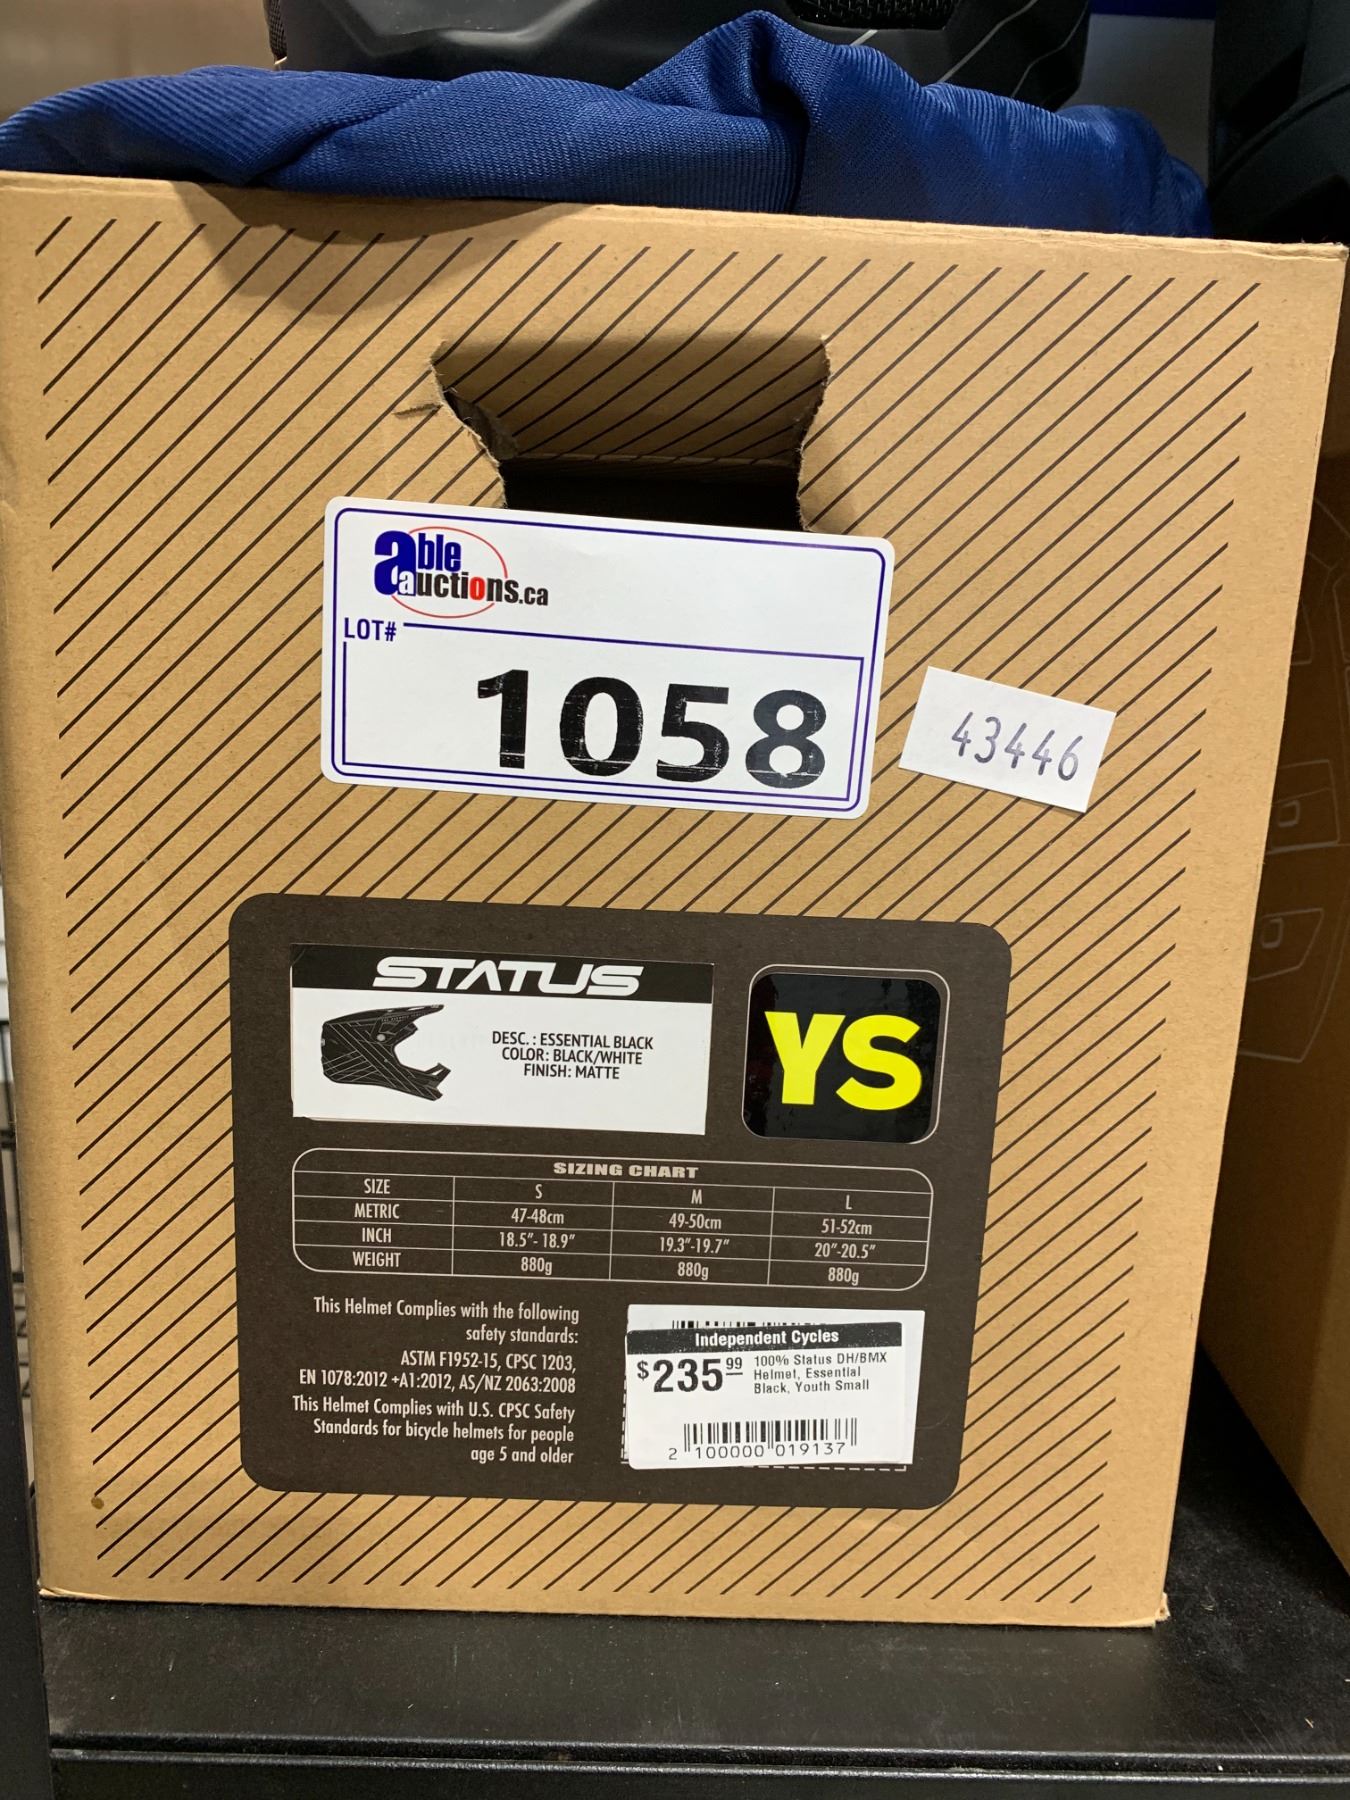 able
auctions.ca
LOT#
1058
43446
STATUS
DESC.: ESSENTIAL BLACK
COLOR: BLACK/WHITE
FINISH: MATTE
YS
SIZING CHART
SIZE S M L
METRIC 47-48cm 49-50cm 51-52cm
INCH 18.5"- 18.9" 19.3"-19.7" 20"-20.5"
WEIGHT 880g 880g 880g
This Helmet Complies with the following
safety standards:
ASTM F1952-15, CPSC 1203,
EN 1078:2012 +A1:2012, AS/NZ 2063:2008
This Helmet Complies with U.S. CPSC Safety
Standards for bicycle helmets for people
age 5 and older
Independent Cycles
$235.99 100% Status DH/BMX
Helmet, Essential
Black, Youth Small
2 100000 019137